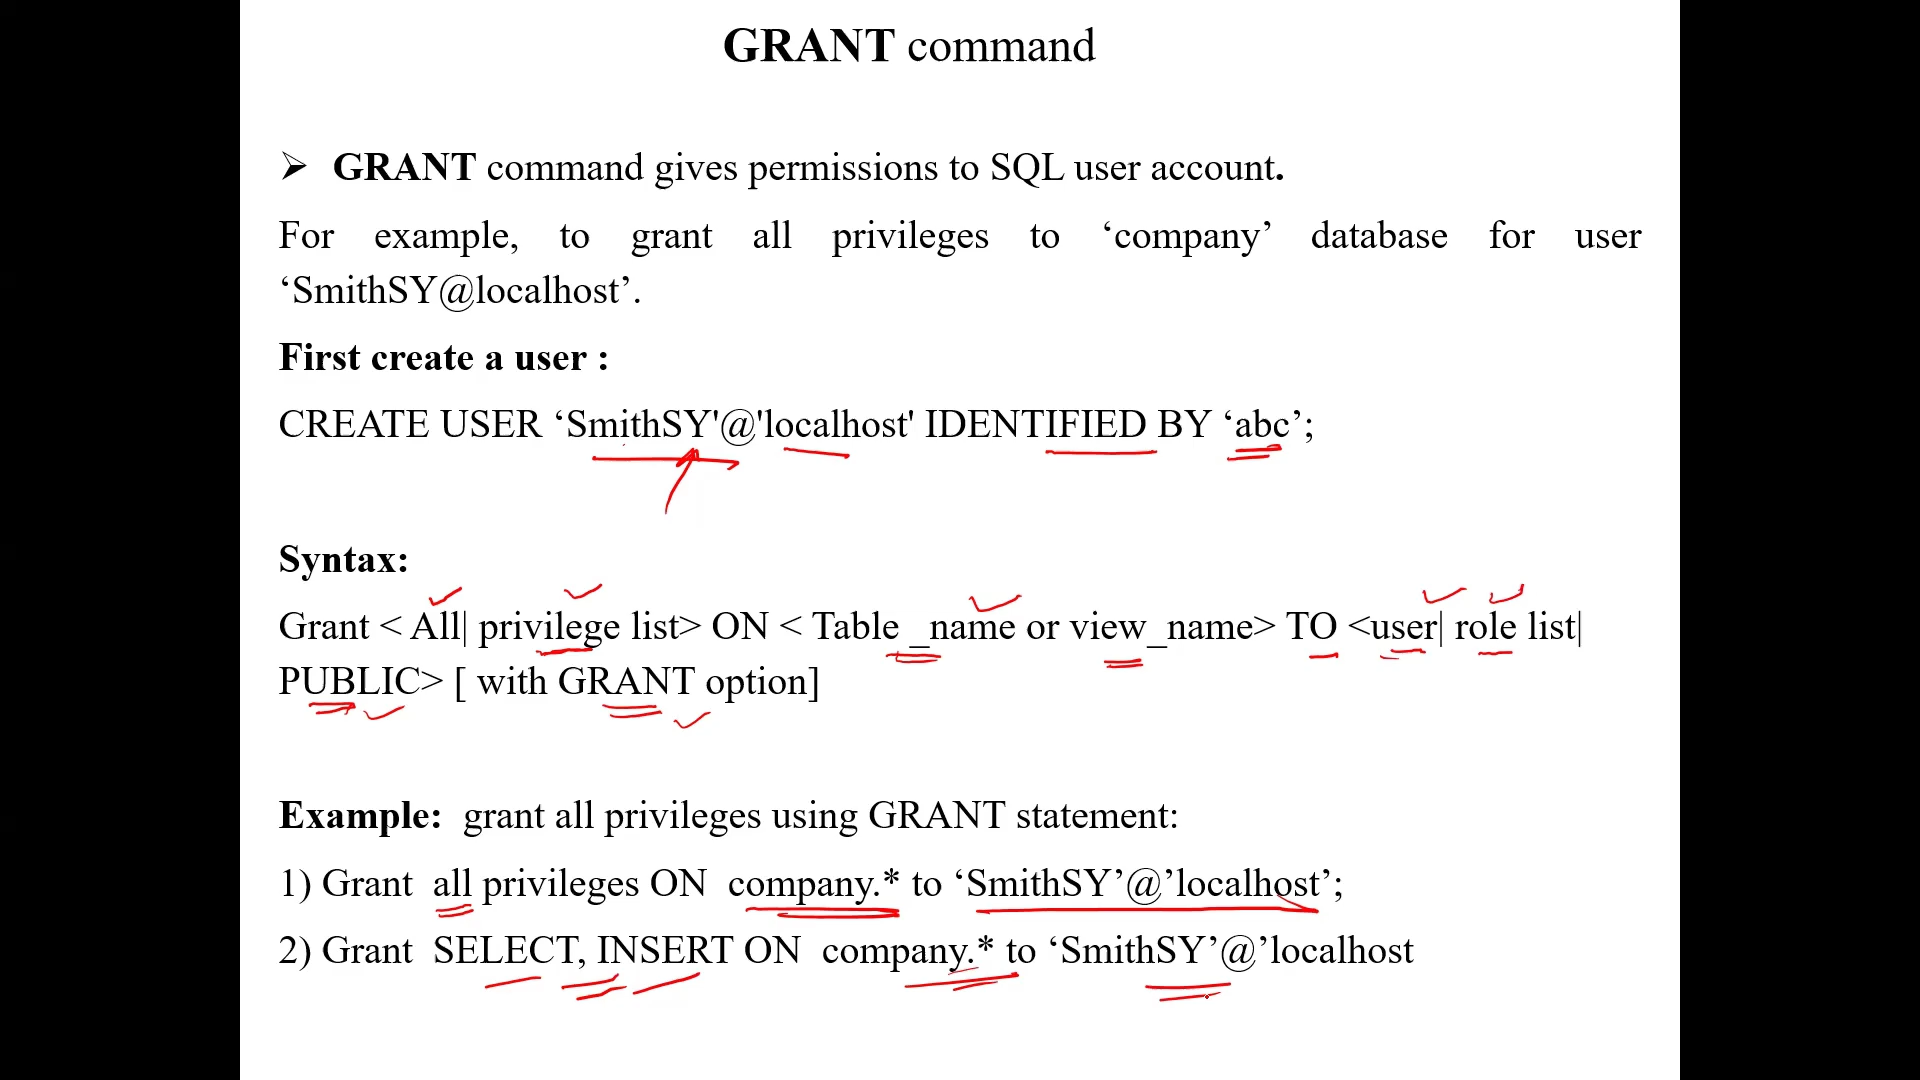 GRANT command
➢ GRANT command gives permissions to SQL user account.
For example, to grant all privileges to ‘company’ database for user
‘SmithSY@localhost’.
First create a user :
CREATE USER ‘SmithSY'@'localhost' IDENTIFIED BY ‘abc’;
Syntax:
Grant < All| privilege list> ON < Table _name or view_name> TO <user| role list|
PUBLIC> [ with GRANT option]
Example: grant all privileges using GRANT statement:
1) Grant all privileges ON company.* to ‘SmithSY’@’localhost’;
2) Grant SELECT, INSERT ON company.* to ‘SmithSY’@’localhost